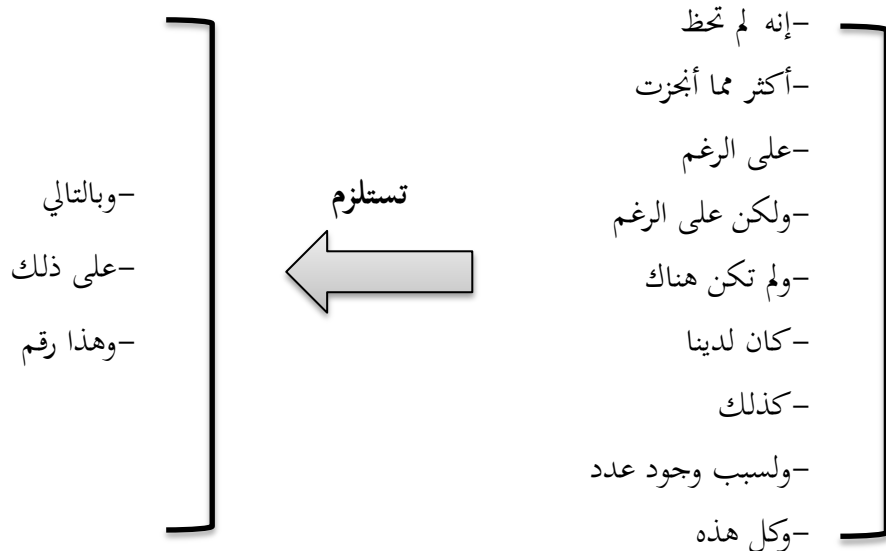 -إنه لم تحظ
-أكثر مما أنجزت
-على الرغم
-ولكن على الرغم
-ولم تكن هناك
-كان لدينا
-كذلك
-ولسبب وجود عدد
-وكل هذه
تستلزم
-وبالتالي
-على ذلك
-وهذا رقم